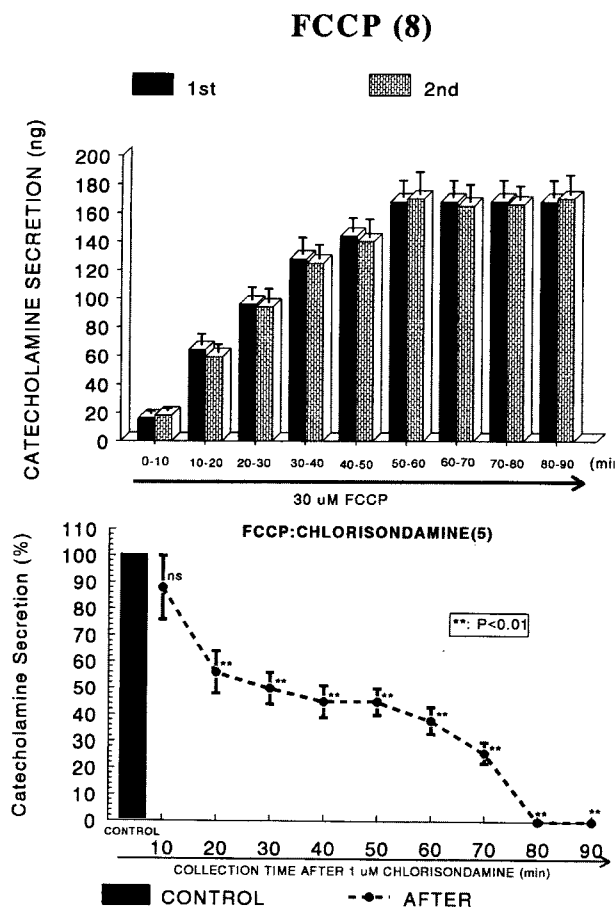 FCCP (8)
1st 2nd
CATECHOLAMINE SECRETION (ng)
200
180
160
140
120
100
80
60
40
20
0
0-10 10-20 20-30 30-40 40-50 50-60 60-70 70-80 80-90 (min
30 uM FCCP
FCCP:CHLORISONDAMINE(5)
Catecholamine Secretion (%)
110
100
90
80
70
60
50
40
30
20
10
0
ns
**: P<0.01
** ** ** ** ** ** ** **
CONTROL
10 20 30 40 50 60 70 80 90
COLLECTION TIME AFTER 1 uM CHLORISONDAMINE (min)
CONTROL AFTER